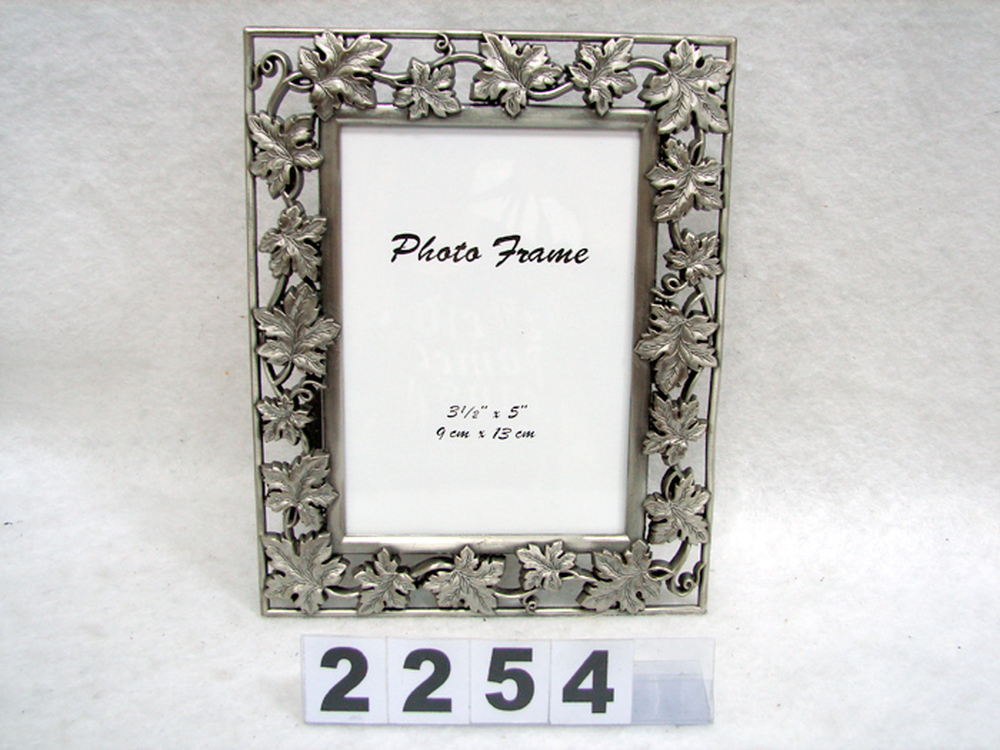 Photo Frame
3½" x 5"
9 cm x 13 cm
2254